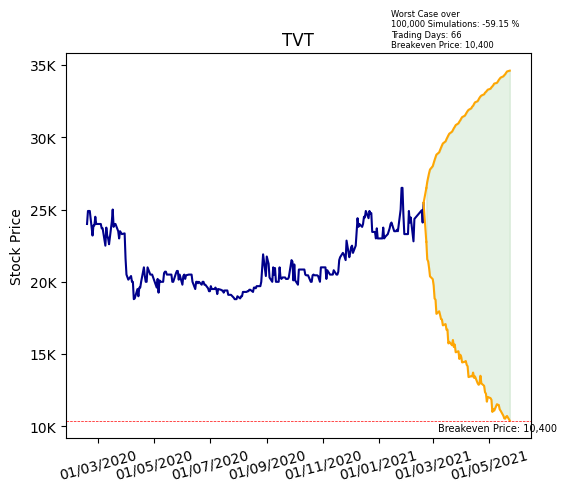 Worst Case over
100,000 Simulations: -59.15 %
Trading Days: 66
Breakeven Price: 10,400
TVT
Stock Price
35K
30K
25K
20K
15K
10K
Breakeven Price: 10,400
01/03/2020
01/05/2020
01/07/2020
01/09/2020
01/11/2020
01/01/2021
01/03/2021
01/05/2021